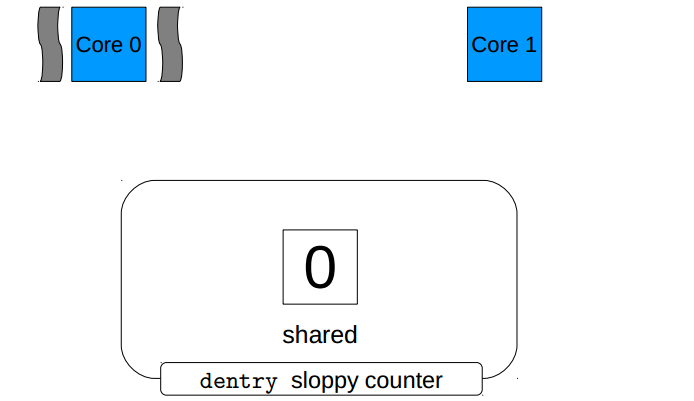 Core 0
Core 1
0
shared
dentry sloppy counter